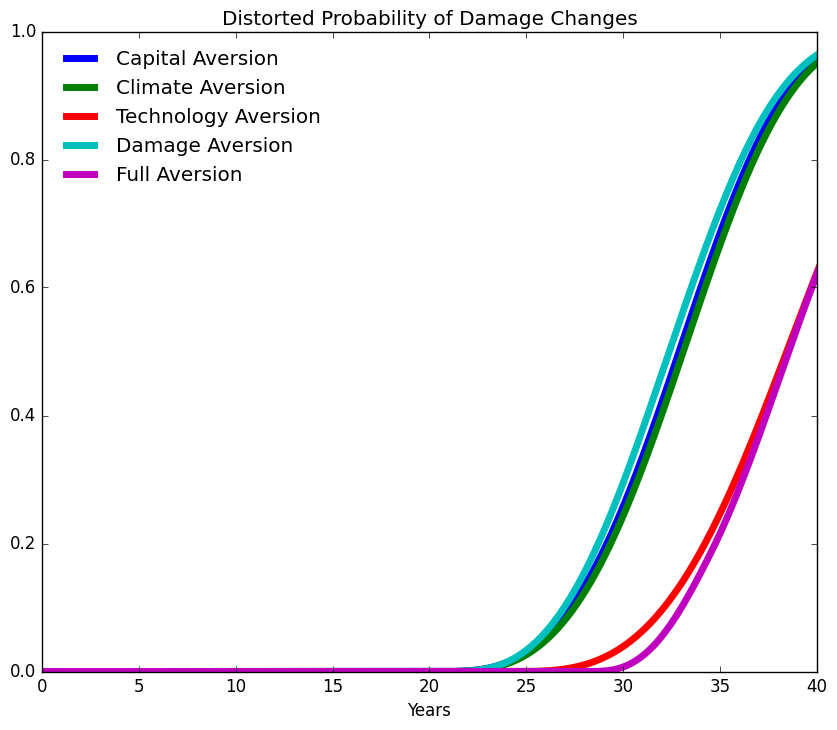 Distorted Probability of Damage Changes
1.0
Capital Aversion
Climate Aversion
Technology Aversion
Damage Aversion
Full Aversion
0.8
0.6
0.4
0.2
0.0
0 5 10 15 20 25 30 35 40
Years